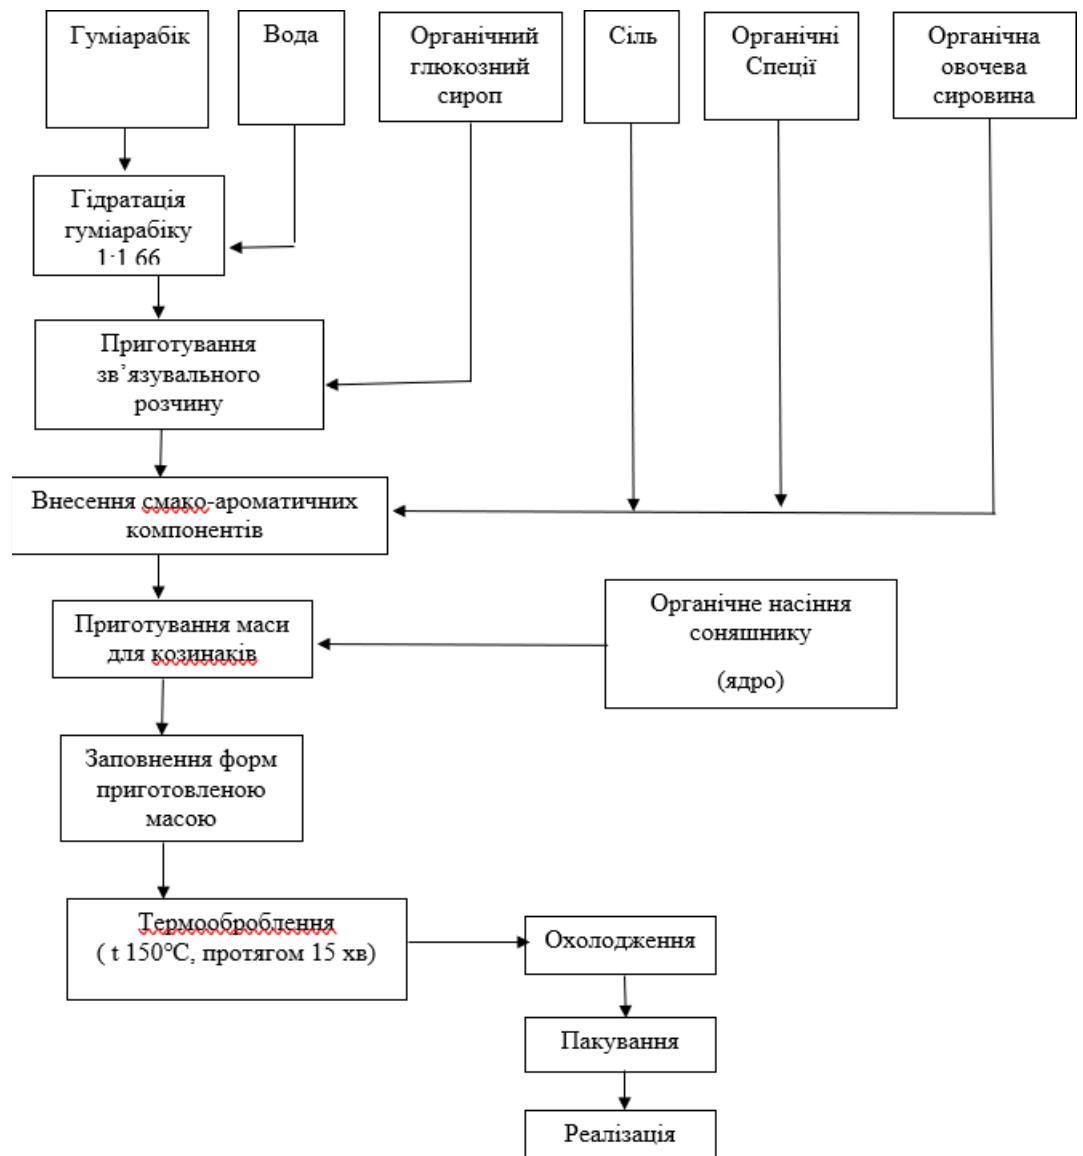 Гуміарабік
Вода
Органічний
глюкозний
сироп
Сіль
Органічні
Спеції
Органічна
овочева
сировина
Гідратація
гуміарабіку
1:1,66
Приготування
зв’язувального
розчину
Внесення смако-ароматичних
компонентів
Приготування маси
для козинаків
Органічне насіння
соняшнику
(ядро)
Заповнення форм
приготовленою
масою
Термооброблення
( t 150°С, протягом 15 хв)
Охолодження
Пакування
Реалізація